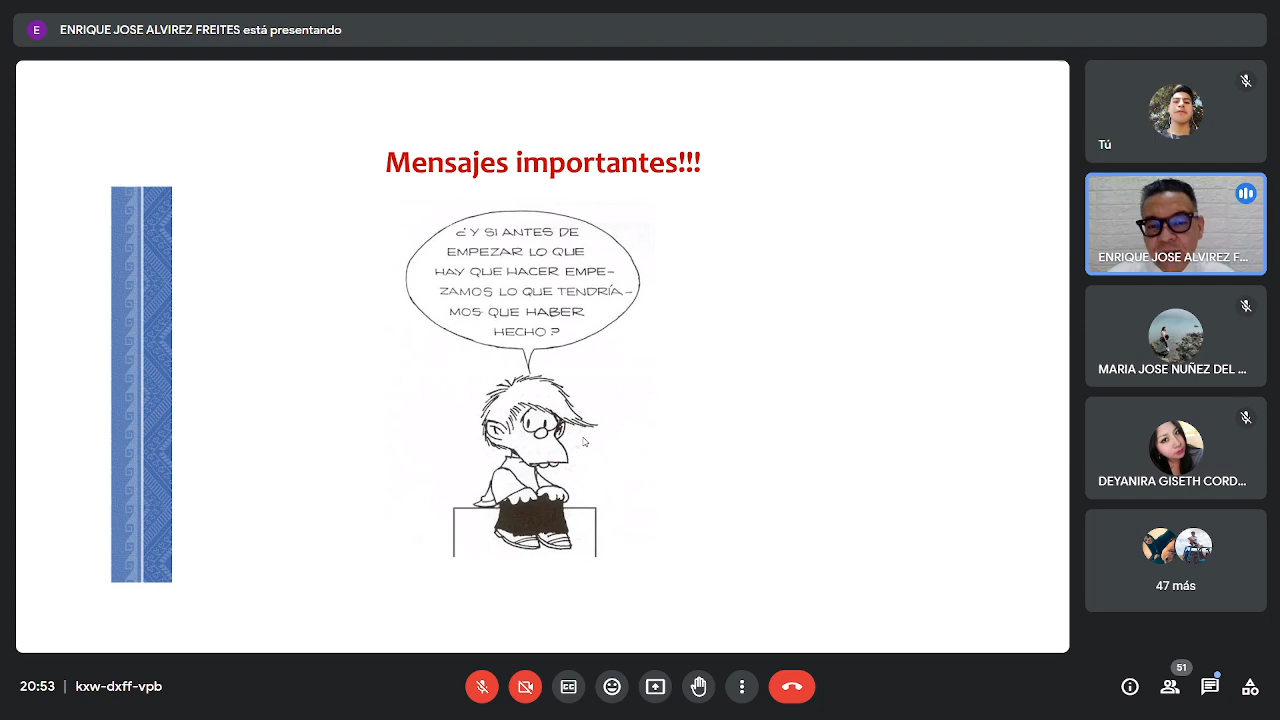 E
ENRIQUE JOSE ALVIREZ FREITES está presentando
Mensajes importantes!!!
¿Y SI ANTES DE
EMPEZAR LO QUE
HAY QUE HACER EMPE-
ZAMOS LO QUE TENDRÍA-
MOS QUE HABER
HECHO?
Tú
ENRIQUE JOSE ALVIREZ F...
MARIA JOSE NUÑEZ DEL ...
DEYANIRA GISETH CORD...
47 más
20:53 | kxw-dxff-vpb
CC
51